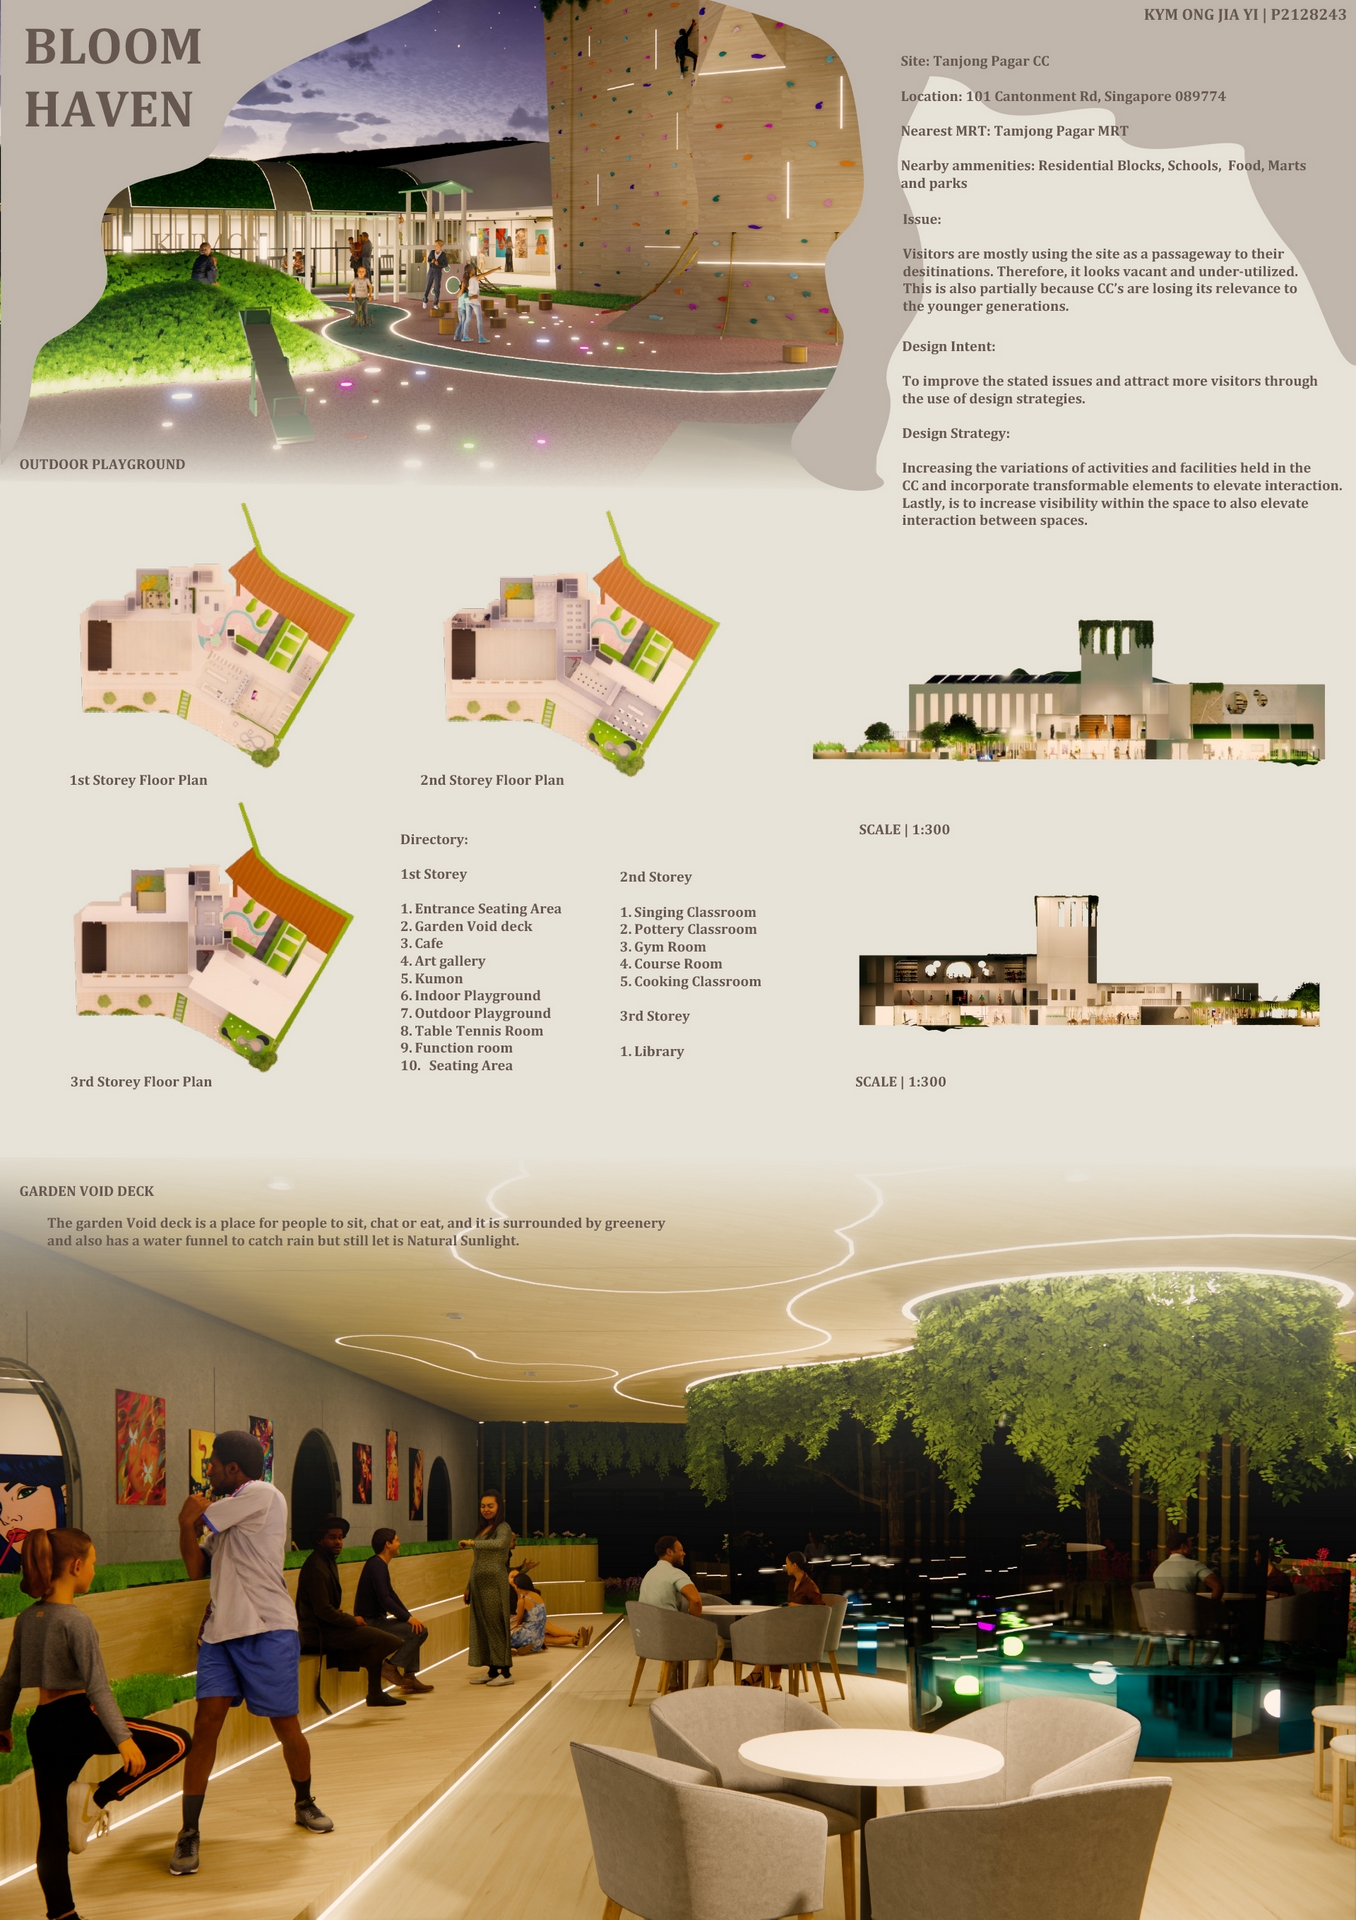 BLOOM
HAVEN
KYM ONG JIA YI | P2128243
Site: Tanjong Pagar CC
Location: 101 Cantonment Rd, Singapore 089774
Nearest MRT: Tamjong Pagar MRT
Nearby ammenities: Residential Blocks, Schools, Food, Marts
and parks
Issue:
Visitors are mostly using the site as a passageway to their
desitinations. Therefore, it looks vacant and under-utilized.
This is also partially because CC's are losing its relevance to
the younger generations.
Design Intent:
To improve the stated issues and attract more visitors through
the use of design strategies.
Design Strategy:
Increasing the variations of activities and facilities held in the
CC and incorporate transformable elements to elevate interaction.
Lastly, is to increase visibility within the space to also elevate
interaction between spaces.
OUTDOOR PLAYGROUND
1st Storey Floor Plan
2nd Storey Floor Plan
3rd Storey Floor Plan
Directory:
1st Storey
1. Entrance Seating Area
2. Garden Void deck
3. Cafe
4. Art gallery
5. Kumon
6. Indoor Playground
7. Outdoor Playground
8. Table Tennis Room
9. Function room
10. Seating Area
2nd Storey
1. Singing Classroom
2. Pottery Classroom
3. Gym Room
4. Course Room
5. Cooking Classroom
3rd Storey
1. Library
SCALE | 1:300
SCALE | 1:300
GARDEN VOID DECK
The garden Void deck is a place for people to sit, chat or eat, and it is surrounded by greenery
and also has a water funnel to catch rain but still let is Natural Sunlight.